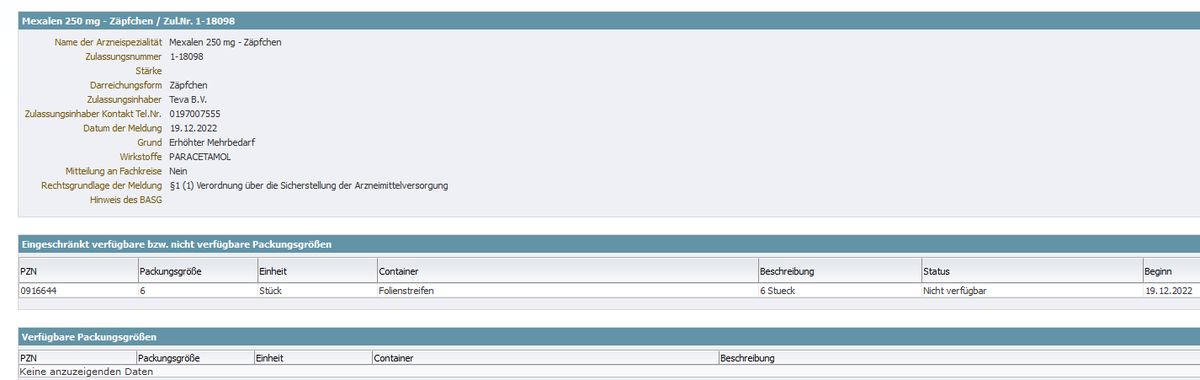 Mexalen 250 mg - Zäpfchen / Zul.Nr. 1-18098
Name der Arzneispezialität Mexalen 250 mg - Zäpfchen
Zulassungsnummer 1-18098
Stärke
Darreichungsform Zäpfchen
Zulassungsinhaber Teva B.V.
Zulassungsinhaber Kontakt Tel.Nr. 0197007555
Datum der Meldung 19.12.2022
Grund Erhöhter Mehrbedarf
Wirkstoffe PARACETAMOL
Mitteilung an Fachkreise Nein
Rechtsgrundlage der Meldung §1 (1) Verordnung über die Sicherstellung der Arzneimittelversorgung
Hinweis des BASG
Eingeschränkt verfügbare bzw. nicht verfügbare Packungsgrößen
PZN Packungsgröße Einheit Container Beschreibung Status Beginn
0916644 6 Stück Folienstreifen 6 Stueck Nicht verfügbar 19.12.2022
Verfügbare Packungsgrößen
PZN Packungsgröße Einheit Container Beschreibung
Keine anzuzeigenden Daten